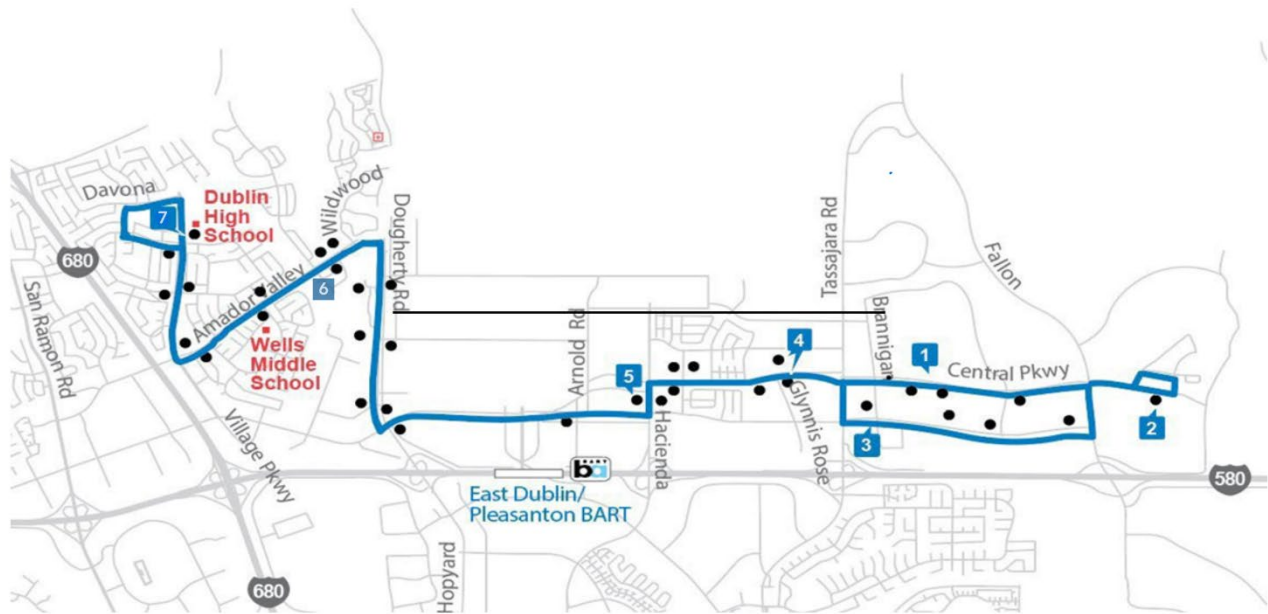 Davona
7
Dublin
High
School
680
San Ramon Rd
Amador Valley
Wildwood
6
Wells
Middle
School
Village Pkwy
Dougherty Rd
Arnold Rd
5
Hacienda
4
Glynnis Rose
Tassajara Rd
Brannigan
1
Central Pkwy
Fallon
3
2
BART
ba
East Dublin/
Pleasanton BART
580
680
Hopyard